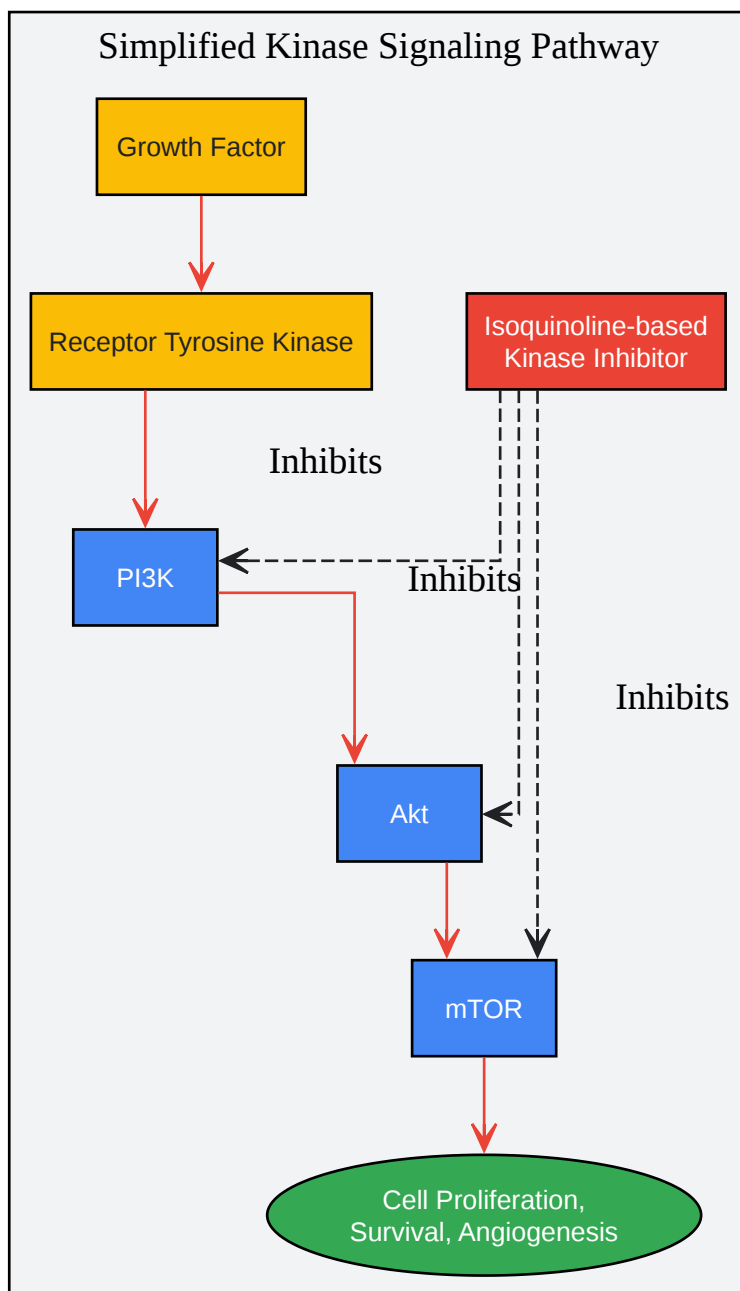 Simplified Kinase Signaling Pathway
Growth Factor
Receptor Tyrosine Kinase
Isoquinoline-based
Kinase Inhibitor
Inhibits
PI3K
Inhibits
Inhibits
Akt
mTOR
Cell Proliferation,
Survival, Angiogenesis